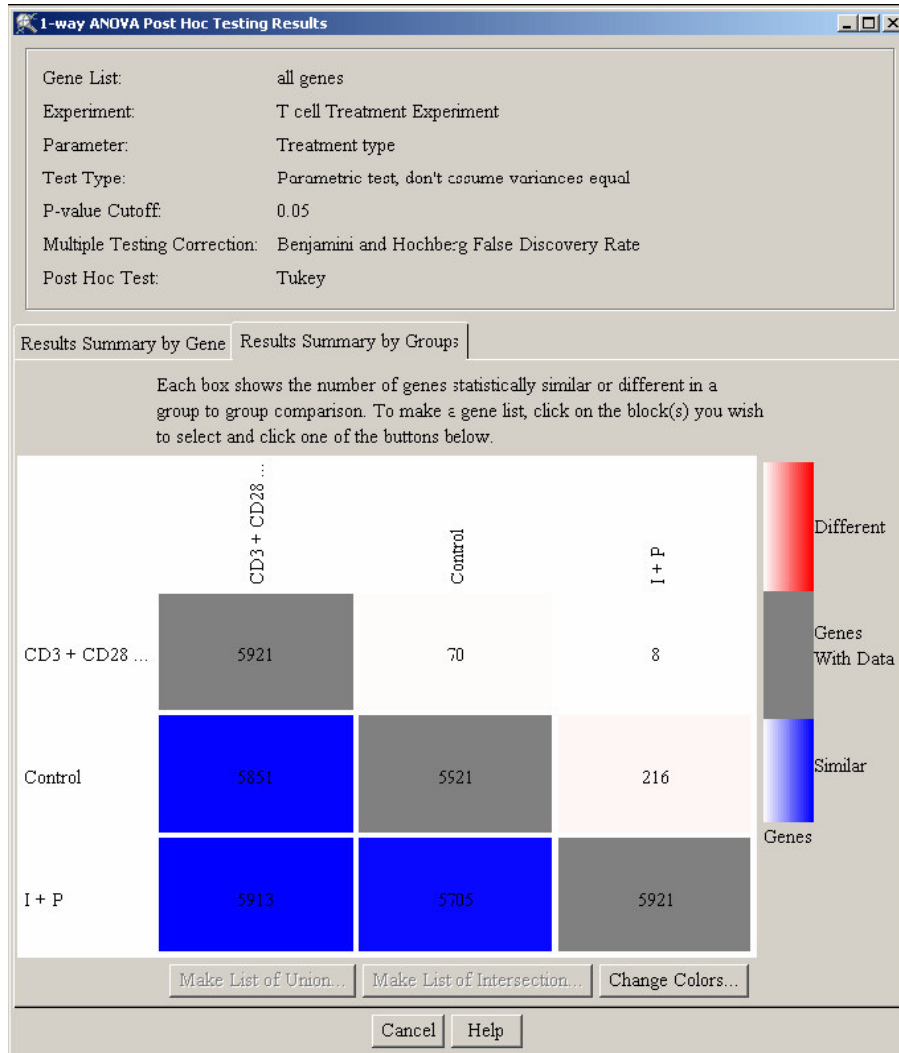 1-way ANOVA Post Hoc Testing Results
Gene List: all genes
Experiment: T cell Treatment Experiment
Parameter: Treatment type
Test Type: Parametric test, don't assume variances equal
P-value Cutoff: 0.05
Multiple Testing Correction: Benjamini and Hochberg False Discovery Rate
Post Hoc Test: Tukey
Results Summary by Gene Results Summary by Groups
Each box shows the number of genes statistically similar or different in a
group to group comparison. To make a gene list, click on the block(s) you wish
to select and click one of the buttons below.
CD3 + CD28 ...
Control
I + P
Different
Genes
With Data
Similar
Genes
CD3 + CD28 ... 5921 70 8
Control 5851 5921 216
I + P 5913 5705 5921
Make List of Union... Make List of Intersection... Change Colors...
Cancel Help